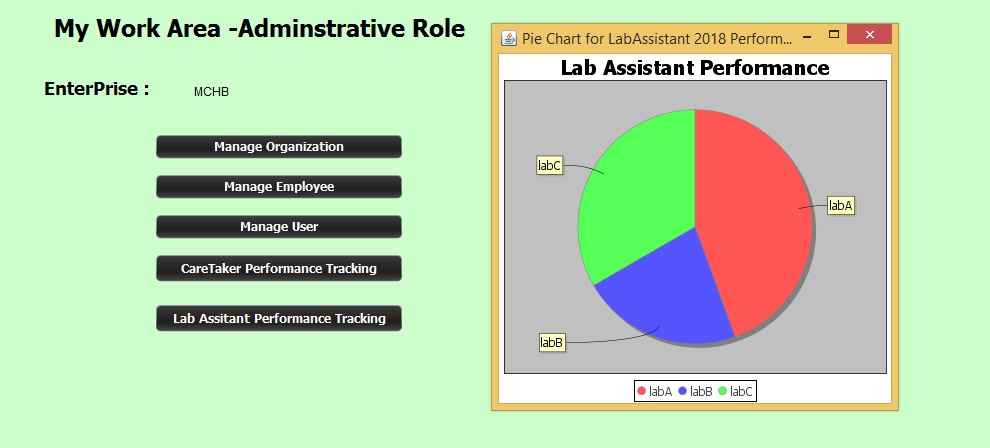 My Work Area -Adminstrative Role
EnterPrise :
MCHB
Manage Organization
Manage Employee
Manage User
CareTaker Performance Tracking
Lab Assitant Performance Tracking
Pie Chart for LabAssistant 2018 Perform...
Lab Assistant Performance
labC
labA
labB
labA labB labC